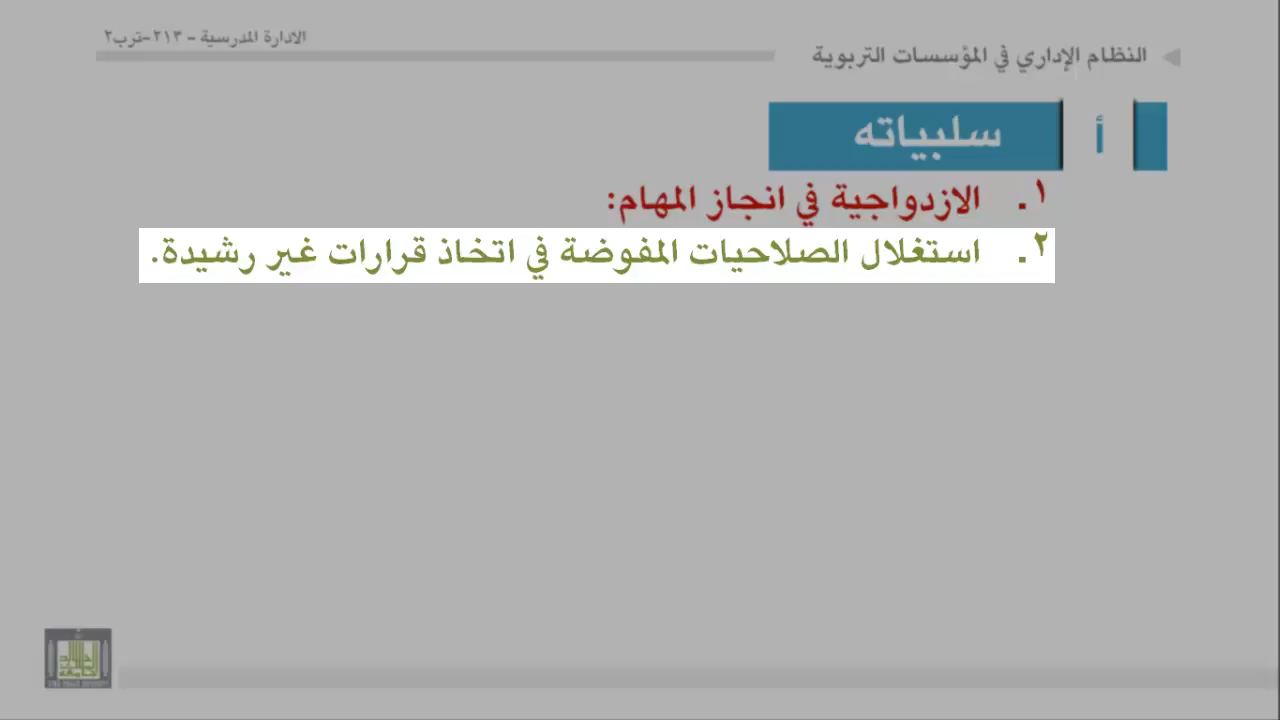 الادارة المدرسية - ٢١٣-ترب٢
النظام الإداري في المؤسسات التربوية
أ
سلبياته
١. الازدواجية في انجاز المهام:
٢. استغلال الصلاحيات المفوضة في اتخاذ قرارات غير رشيدة.